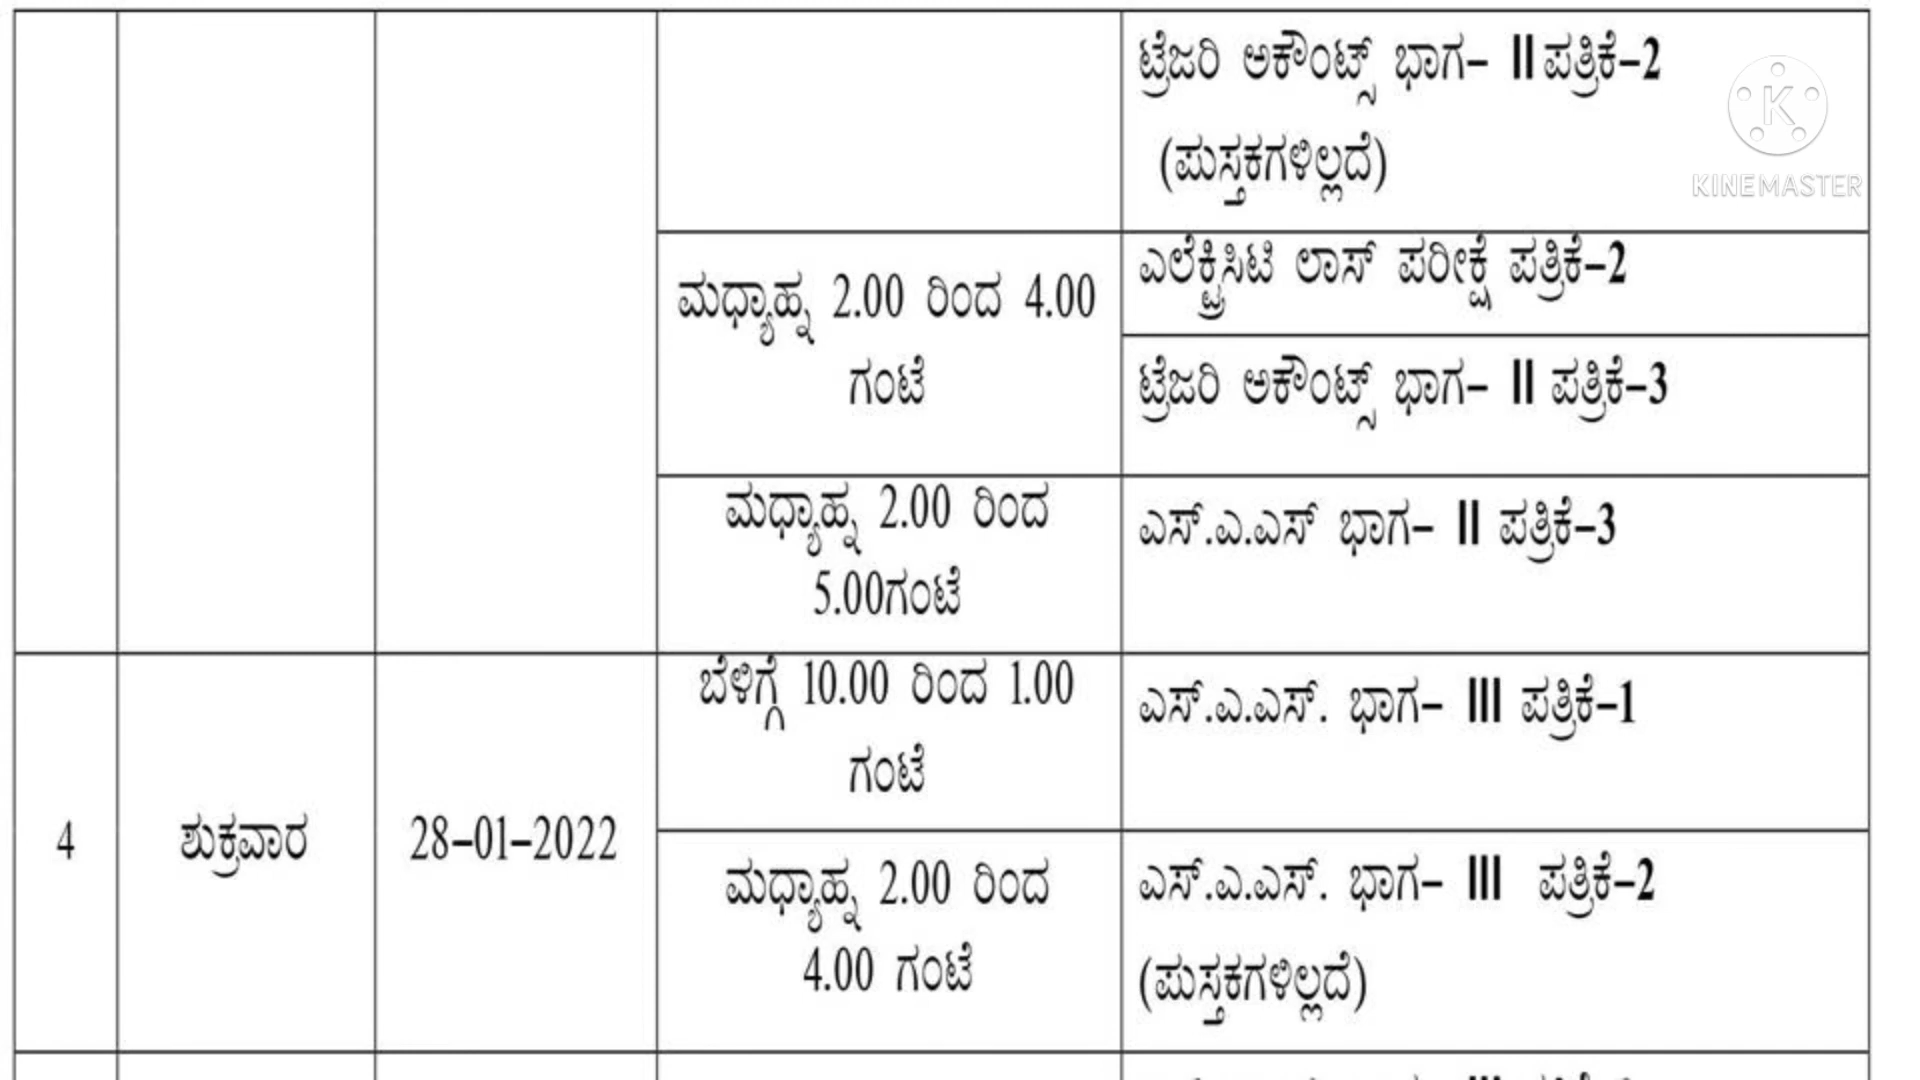 ಟ್ರೆಜರಿ ಅಕೌಂಟ್ಸ್ ಭಾಗ– II ಪತ್ರಿಕೆ–2
(ಪುಸ್ತಕಗಳಿಲ್ಲದೆ)
K
KINEMASTER
ಮಧ್ಯಾಹ್ನ 2.00 ರಿಂದ 4.00
ಗಂಟೆ
ಎಲೆಕ್ಟ್ರಿಸಿಟಿ ಲಾಸ್ ಪರೀಕ್ಷೆ ಪತ್ರಿಕೆ–2
ಟ್ರೆಜರಿ ಅಕೌಂಟ್ಸ್ ಭಾಗ– II ಪತ್ರಿಕೆ–3
ಮಧ್ಯಾಹ್ನ 2.00 ರಿಂದ
5.00ಗಂಟೆ
ಎಸ್.ಎ.ಎಸ್ ಭಾಗ– II ಪತ್ರಿಕೆ–3
4
ಶುಕ್ರವಾರ
28–01–2022
ಬೆಳಿಗ್ಗೆ 10.00 ರಿಂದ 1.00
ಗಂಟೆ
ಎಸ್.ಎ.ಎಸ್. ಭಾಗ– III ಪತ್ರಿಕೆ–1
ಮಧ್ಯಾಹ್ನ 2.00 ರಿಂದ
4.00 ಗಂಟೆ
ಎಸ್.ಎ.ಎಸ್. ಭಾಗ– III ಪತ್ರಿಕೆ–2
(ಪುಸ್ತಕಗಳಿಲ್ಲದೆ)